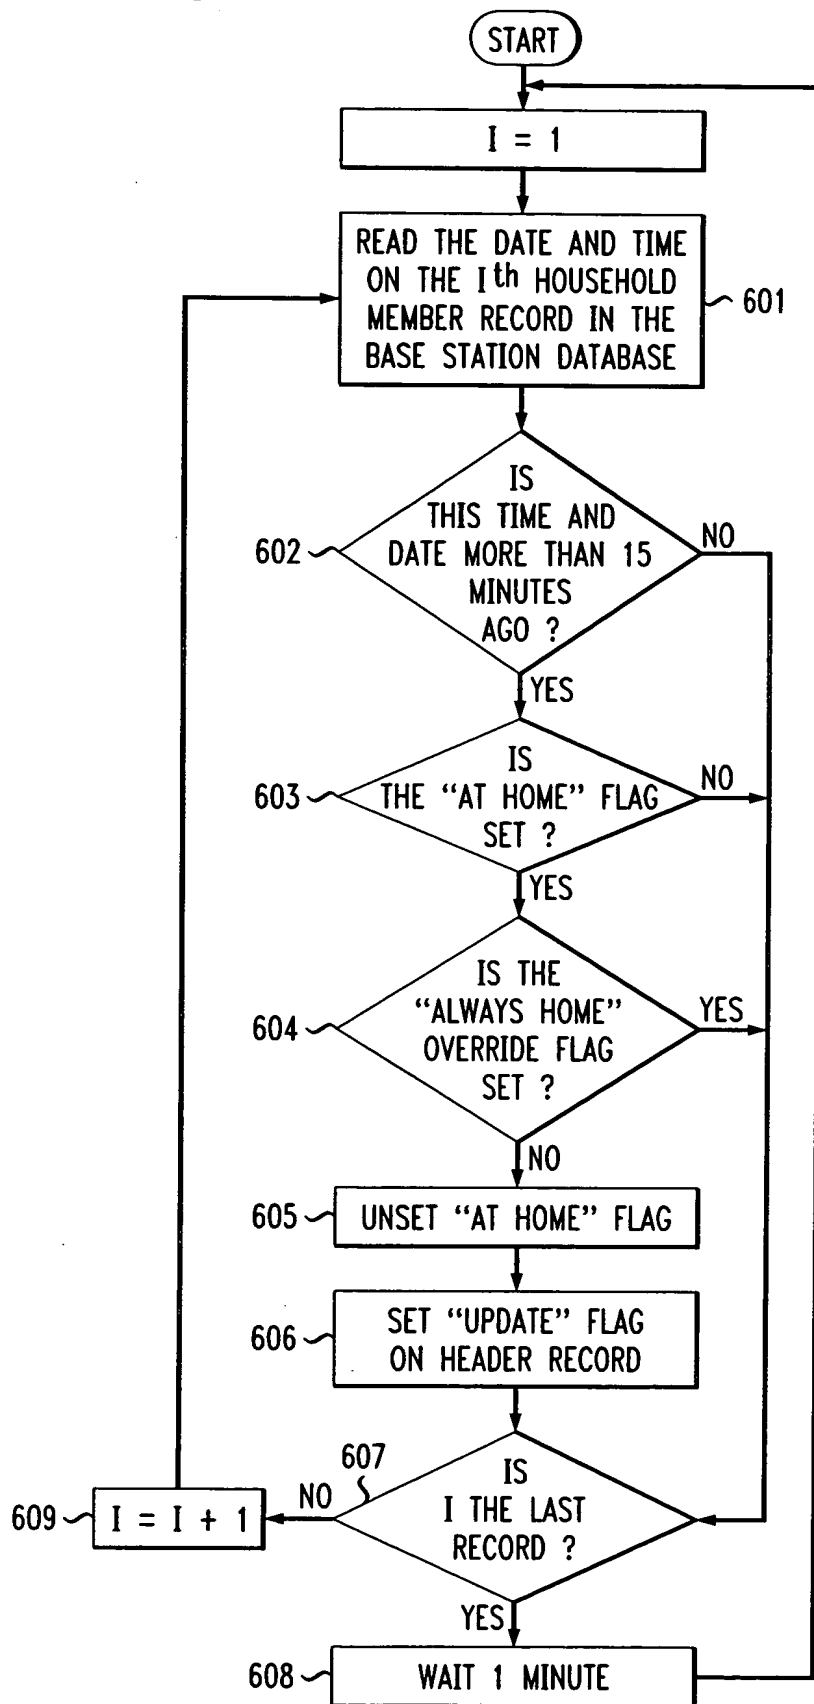 START
I = 1
READ THE DATE AND TIME
ON THE Ith HOUSEHOLD
MEMBER RECORD IN THE
BASE STATION DATABASE
601
IS
THIS TIME AND
DATE MORE THAN 15
MINUTES
AGO ?
602
NO
YES
IS
THE “AT HOME” FLAG
SET ?
603
NO
YES
IS THE
“ALWAYS HOME”
OVERRIDE FLAG
SET ?
604
YES
NO
605
UNSET “AT HOME” FLAG
606
SET “UPDATE” FLAG
ON HEADER RECORD
607
IS
I THE LAST
RECORD ?
NO
609
I = I + 1
YES
608
WAIT 1 MINUTE